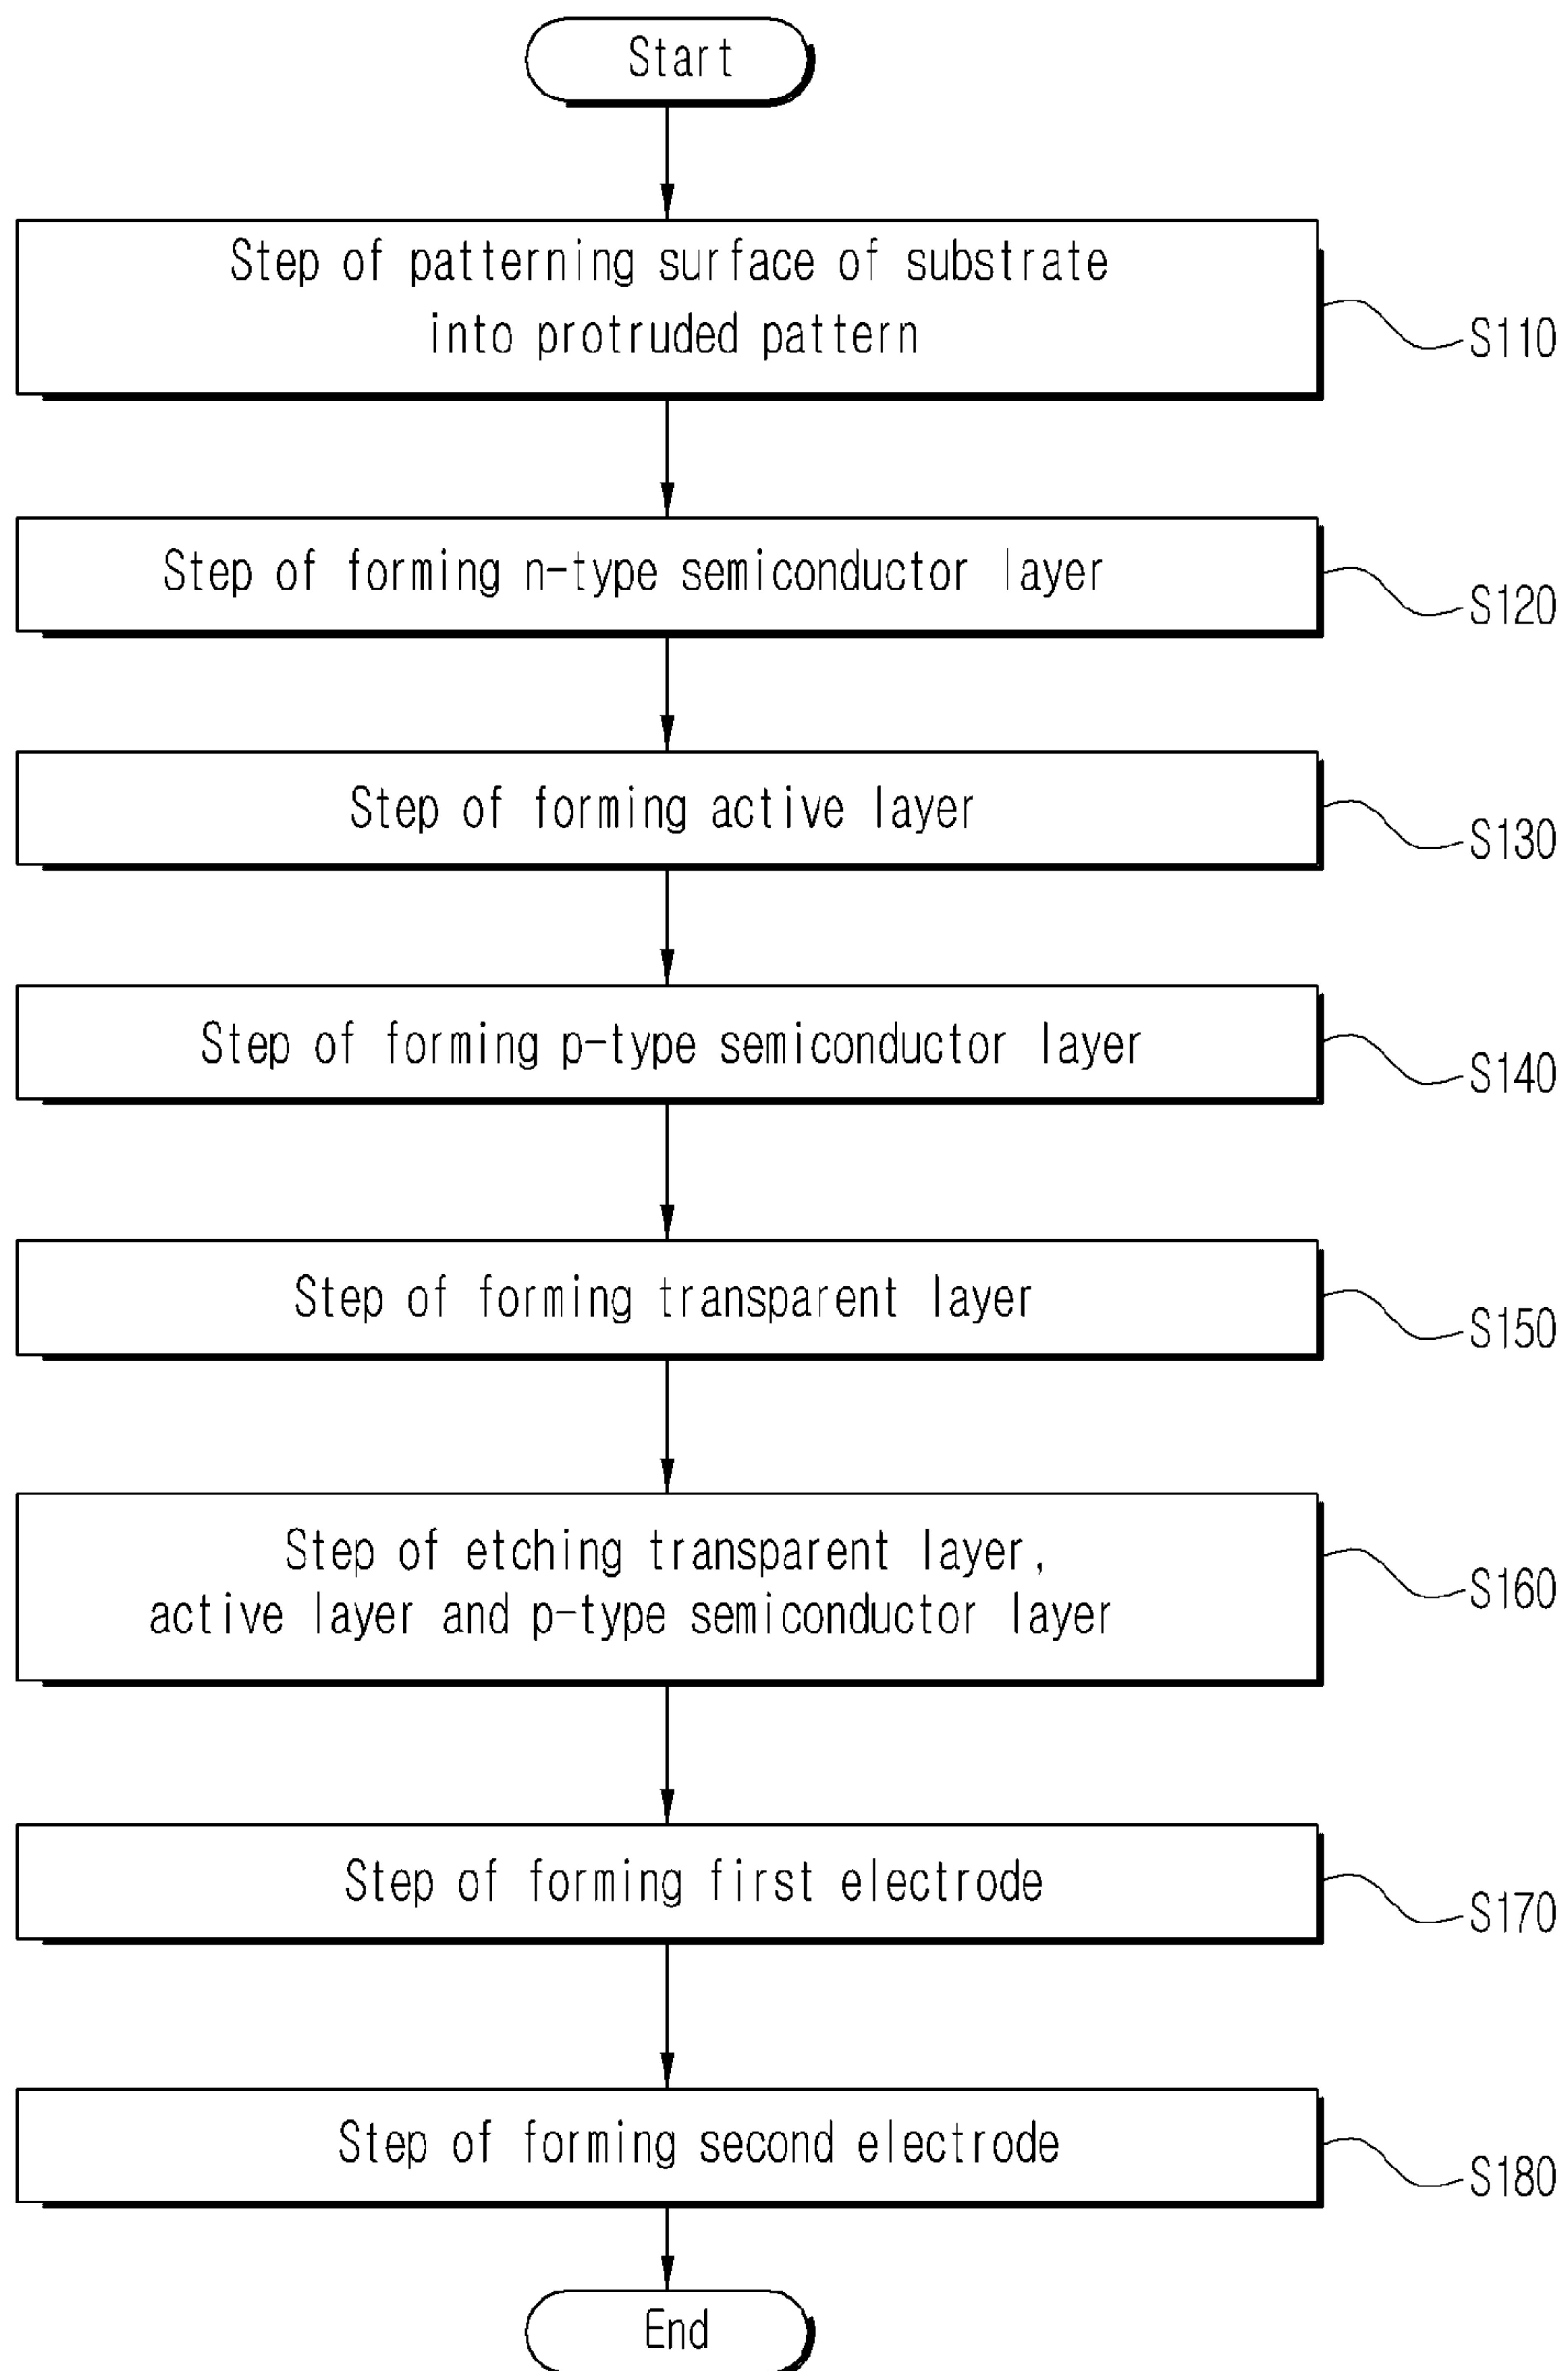 Start
Step of patterning surface of substrate
into protruded pattern
S110
Step of forming n-type semiconductor layer
S120
Step of forming active layer
S130
Step of forming p-type semiconductor layer
S140
Step of forming transparent layer
S150
Step of etching transparent layer,
active layer and p-type semiconductor layer
S160
Step of forming first electrode
S170
Step of forming second electrode
S180
End